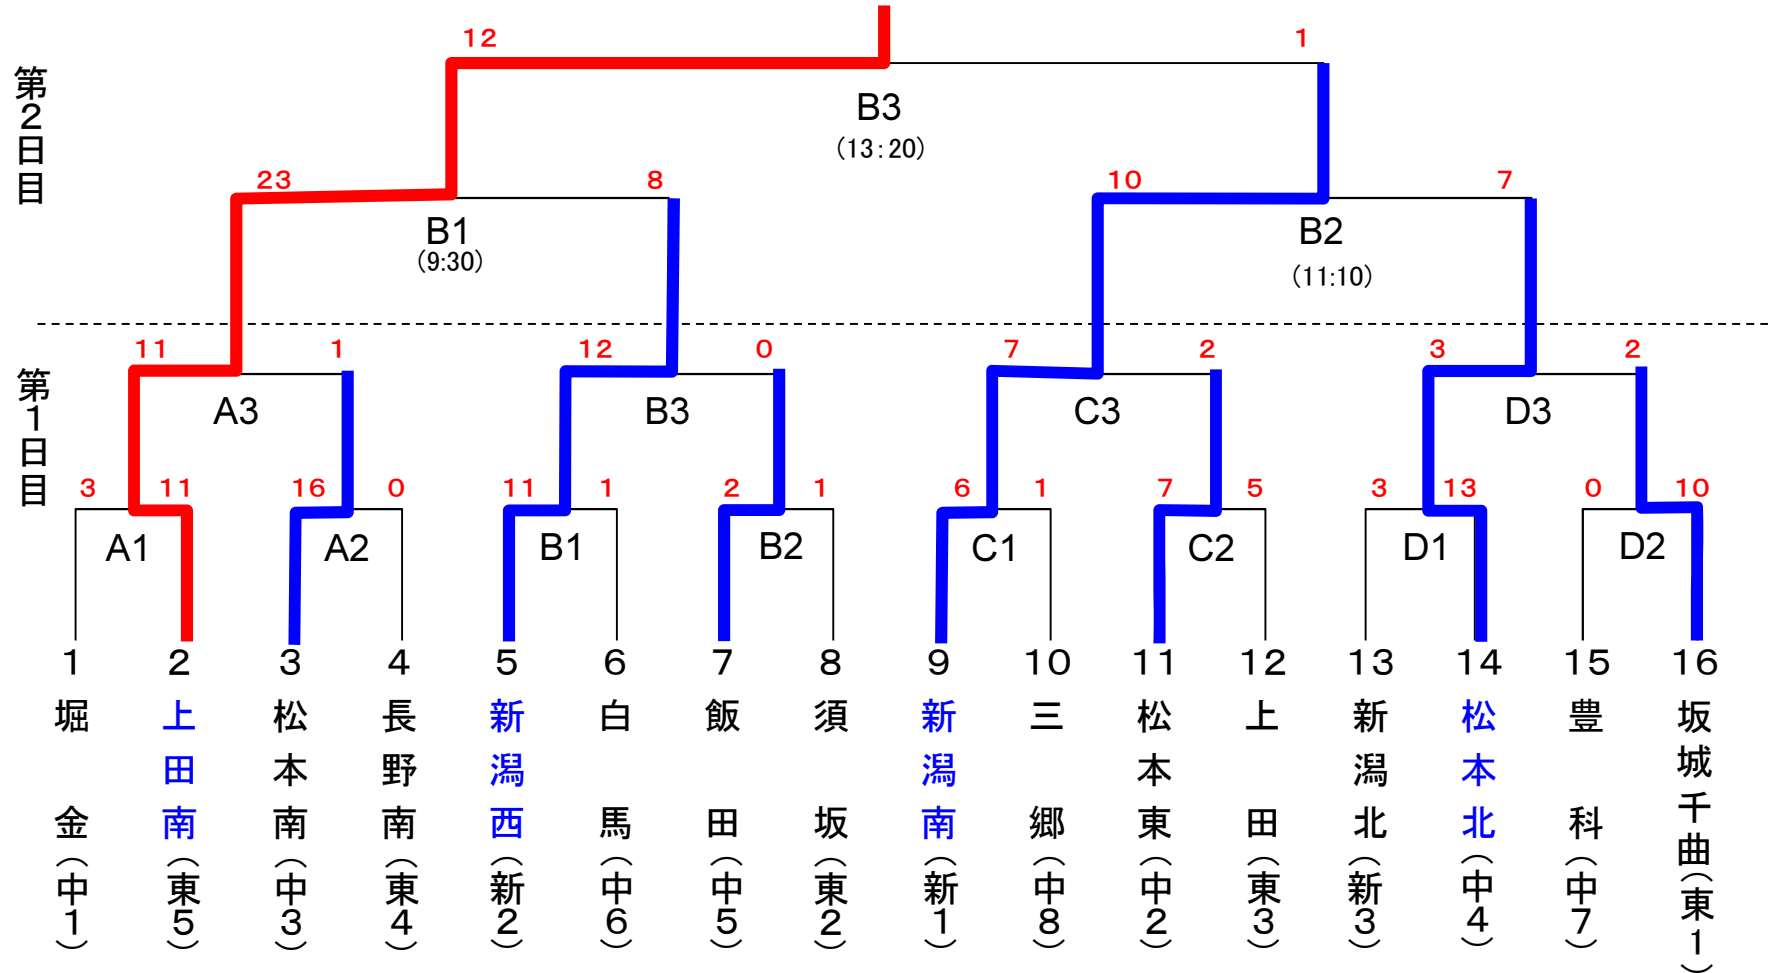 12 1
第2日目
B3
(13:20)
23 8 10 7
B1 B2
(9:30) (11:10)
11 1 12 0 7 2 3 2
第1日目
A3 B3 C3 D3
3 11 16 0 11 1 2 1 6 1 7 5 3 13 0 10
A1 A2 B1 B2 C1 C2 D1 D2
1 2 3 4 5 6 7 8 9 10 11 12 13 14 15 16
堀金(中1)
上田南(東5)
松本南(中3)
長野南(東4)
新潟西(新2)
白馬(中6)
飯田(中5)
須坂(東2)
新潟南(新1)
三郷(中8)
松本東(中2)
上田(東3)
新潟北(新3)
松本北(中4)
豊科(中7)
坂城千曲(東1)